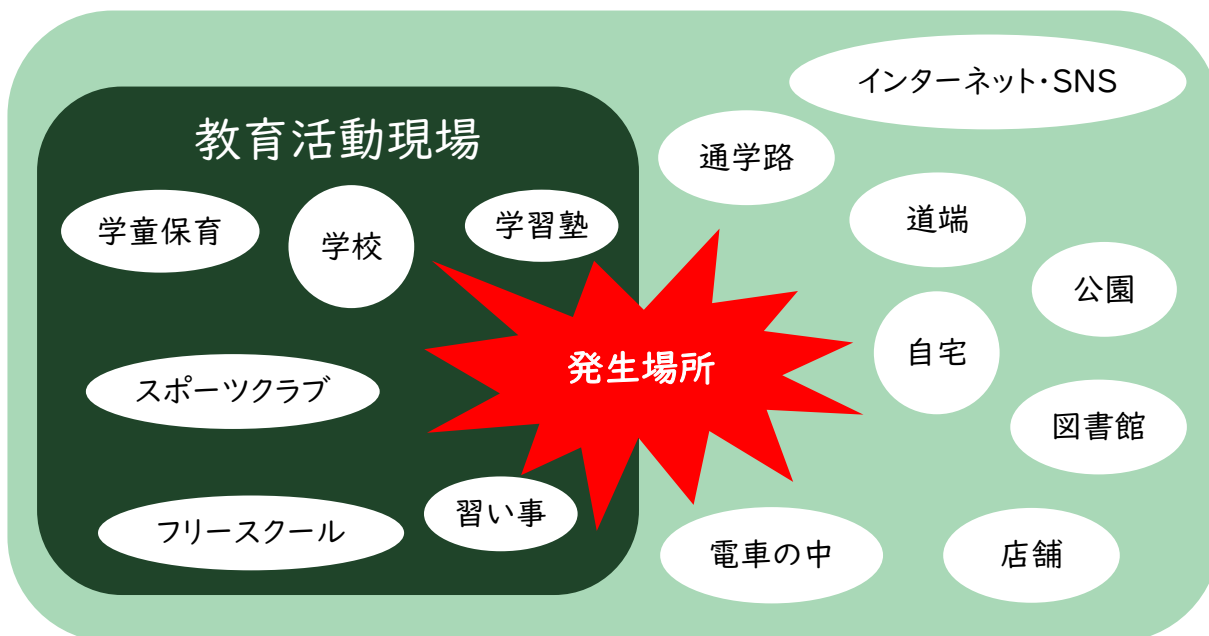 インターネット・SNS
教育活動現場
通学路
学童保育
学校
学習塾
道端
公園
自宅
発生場所
スポーツクラブ
図書館
フリースクール
習い事
電車の中
店舗